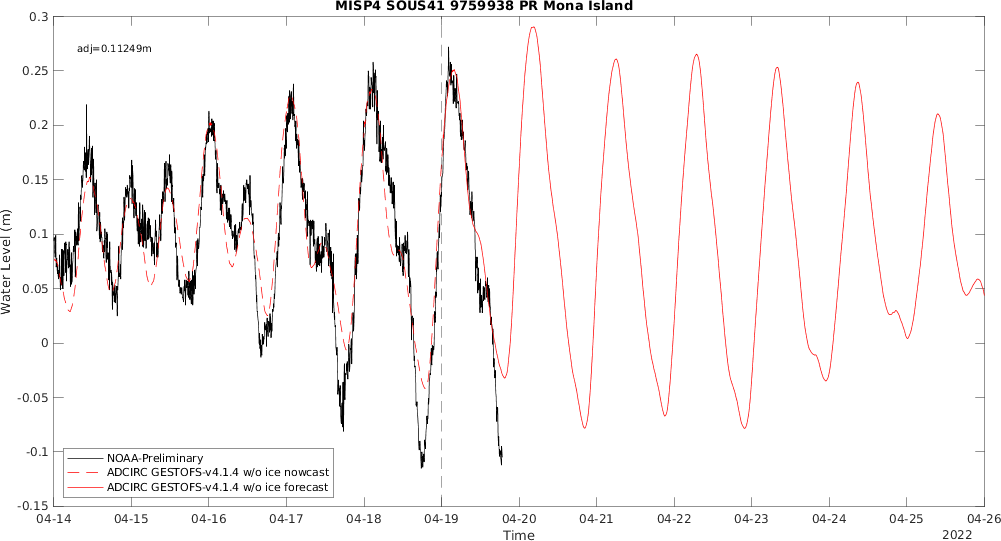 MISP4 SOUS41 9759938 PR Mona Island
adj=0.11249m
0.3
0.25
0.2
0.15
0.1
0.05
0
-0.05
-0.1
-0.15
Water Level (m)
NOAA-Preliminary
ADCIRC GESTOFS-v4.1.4 w/o ice nowcast
ADCIRC GESTOFS-v4.1.4 w/o ice forecast
04-14 04-15 04-16 04-17 04-18 04-19 04-20 04-21 04-22 04-23 04-24 04-25 04-26
Time
2022